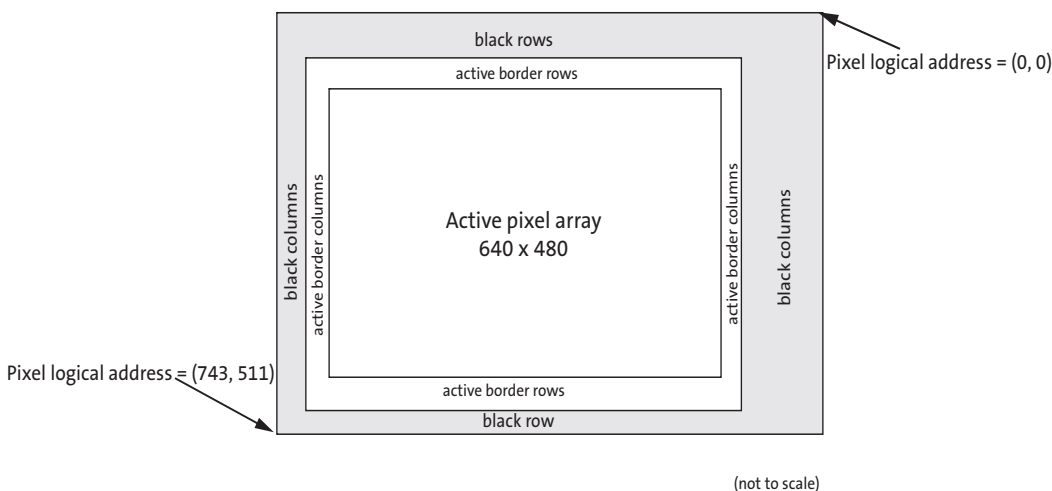 black rows
Pixel logical address = (0, 0)
active border rows
black columns
active border columns
Active pixel array
640 x 480
active border columns
black columns
Pixel logical address = (743, 511)
active border rows
black row
(not to scale)